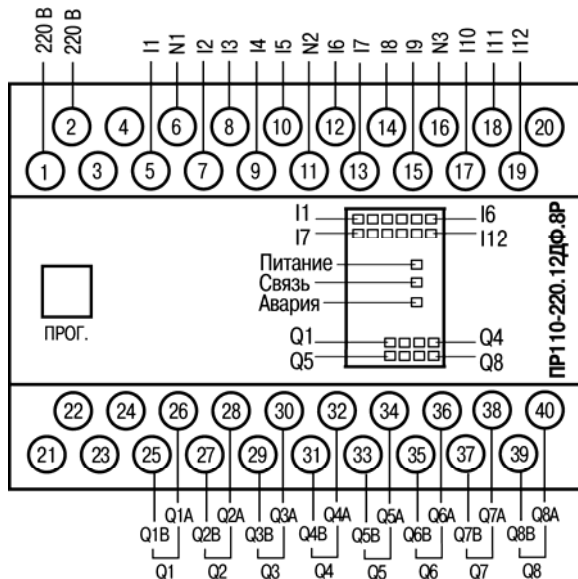 220 В 220 В I1 N1 I2 I3 I4 I5 N2 I6 I7 I8 I9 N3 I10 I11 I12
2 4 6 8 10 12 14 16 18 20
1 3 5 7 9 11 13 15 17 19
I1 I6
I7 I12
Питание
Связь
Авария
ПРОГ.
Q1 Q4
Q5 Q8
ПР110-220.12ДФ.8Р
22 24 26 28 30 32 34 36 38 40
21 23 25 27 29 31 33 35 37 39
Q1A Q2A Q3A Q4A Q5A Q6A Q7A Q8A
Q1B Q2B Q3B Q4B Q5B Q6B Q7B Q8B
Q1 Q2 Q3 Q4 Q5 Q6 Q7 Q8